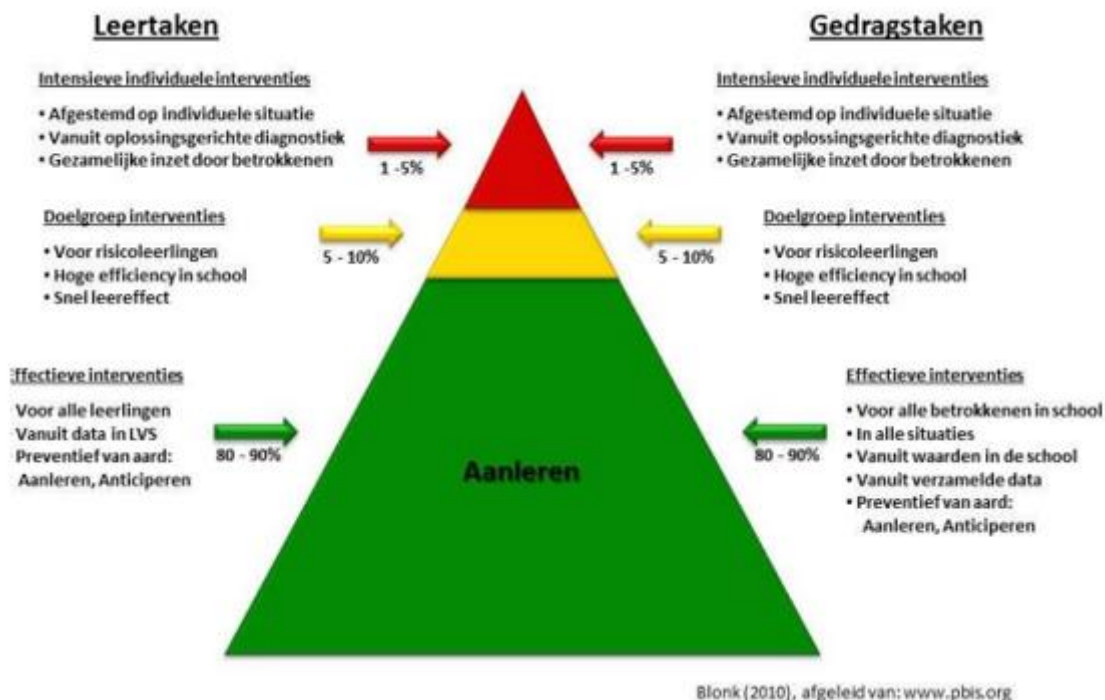 Leertaken
Intensieve individuele interventies
• Afgestemd op individuele situatie
• Vanuit oplossingsgerichte diagnostiek
• Gezamelijke inzet door betrokkenen
1 -5%
Doelgroep interventies
• Voor risicoleerlingen
• Hoge efficiency in school
• Snel leereffect
5 - 10%
Effectieve interventies
Voor alle leerlingen
Vanuit data in LVS
Preventief van aard:
Aanleren, Anticiperen
80 - 90%
Aanleren
Gedragstaken
Intensieve individuele interventies
• Afgestemd op individuele situatie
• Vanuit oplossingsgerichte diagnostiek
• Gezamelijke inzet door betrokkenen
1 -5%
Doelgroep interventies
• Voor risicoleerlingen
• Hoge efficiency in school
• Snel leereffect
5 - 10%
Effectieve interventies
• Voor alle betrokkenen in school
• In alle situaties
• Vanuit waarden in de school
• Vanuit verzamelde data
• Preventief van aard:
Aanleren, Anticiperen
80 - 90%
Blonk (2010), afgeleid van: www.pbis.org